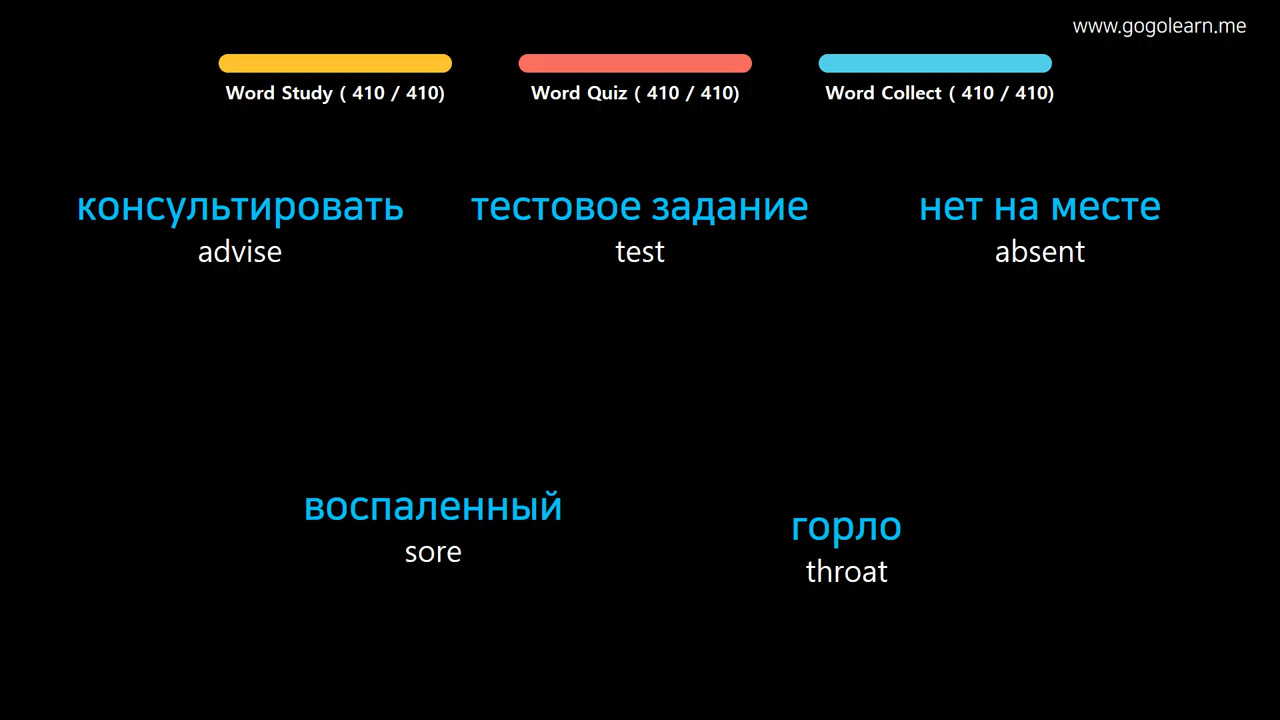 www.gogolearn.me
Word Study ( 410 / 410)
Word Quiz ( 410 / 410)
Word Collect ( 410 / 410)
консультировать
advise
тестовое задание
test
нет на месте
absent
воспаленный
sore
горло
throat